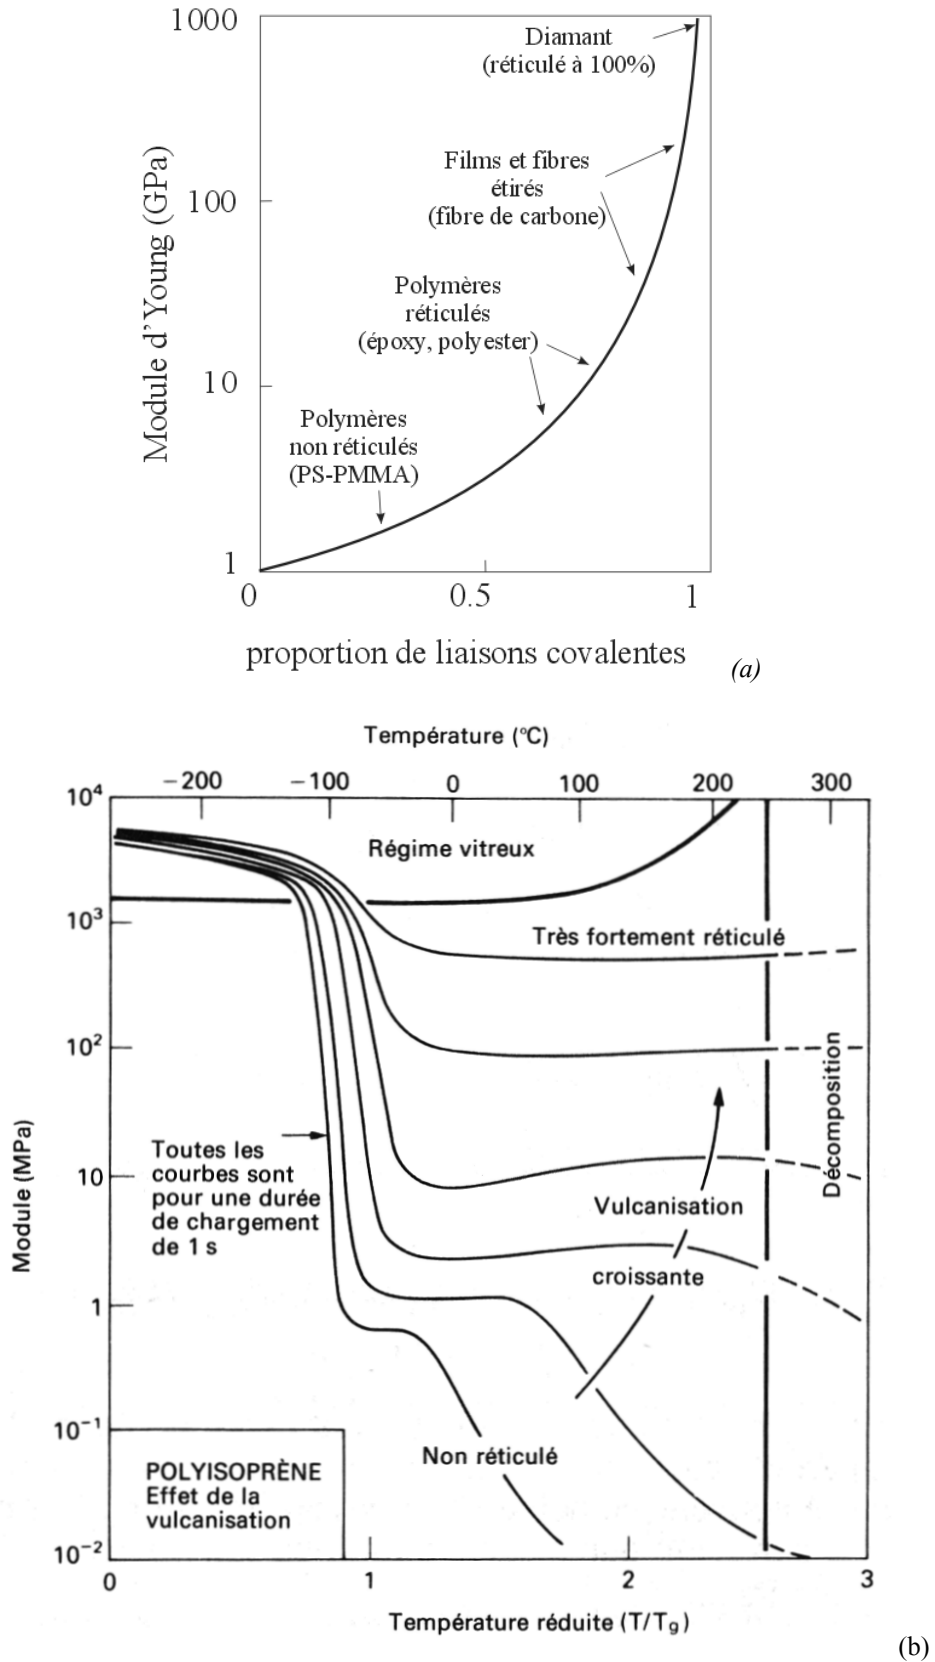 1000
Diamant
(réticulé à 100%)
Films et fibres
étirés
(fibre de carbone)
100
Polymères
réticulés
(époxy, polyester)
10
Polymères
non réticulés
(PS-PMMA)
1
0
0.5
1
Module d'Young (GPa)
proportion de liaisons covalentes
(a)
Température (°C)
−200
−100
0
100
200
300
10⁴
Régime vitreux
10³
Très fortement réticulé
10²
Décomposition
Toutes les
courbes sont
pour une durée
de chargement
de 1 s
10
Vulcanisation
croissante
1
Module (MPa)
10⁻¹
Non réticulé
POLYISOPRÈNE
Effet de la
vulcanisation
10⁻²
0
1
2
3
Température réduite (T/Tg)
(b)